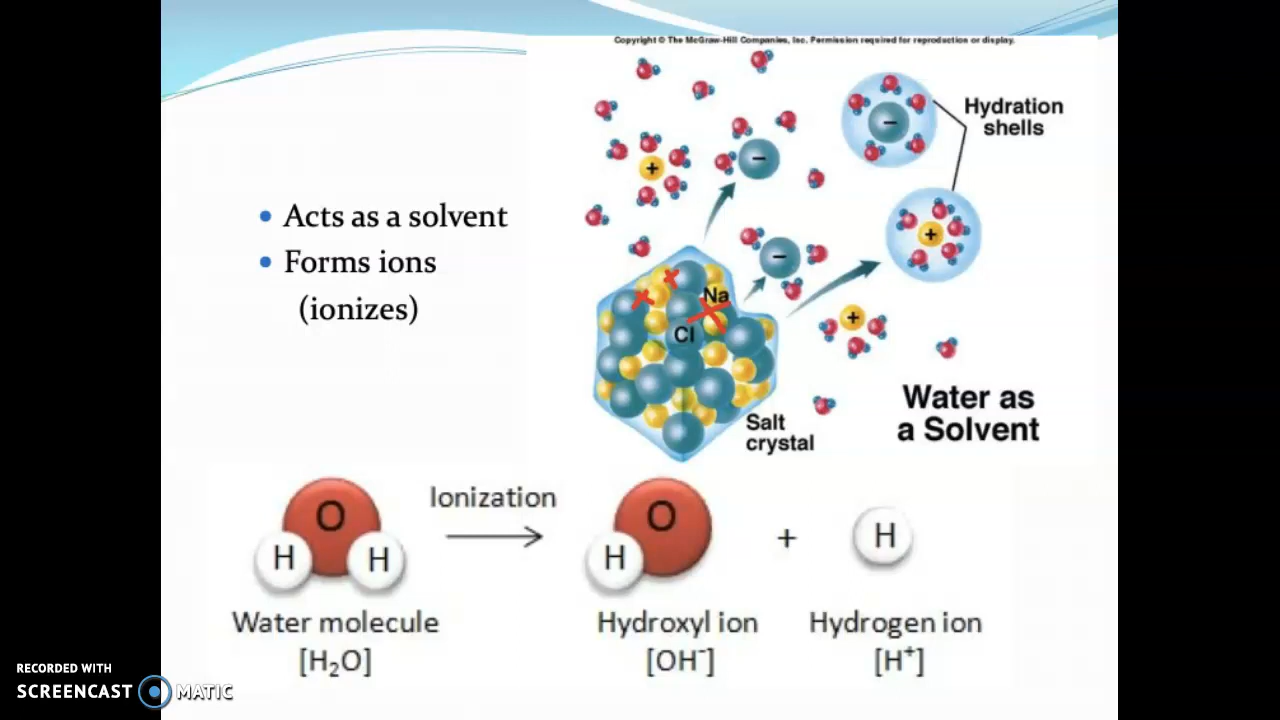 Copyright © The McGraw-Hill Companies, Inc. Permission required for reproduction or display.
Hydration
shells
• Acts as a solvent
• Forms ions
(ionizes)
−
−
+
+
−
+
Na
Cl
Salt
crystal
Water as
a Solvent
O
H
H
Ionization
O
H
+
H
Water molecule
[H₂O]
Hydroxyl ion
[OH⁻]
Hydrogen ion
[H⁺]
RECORDED WITH
SCREENCAST MATIC